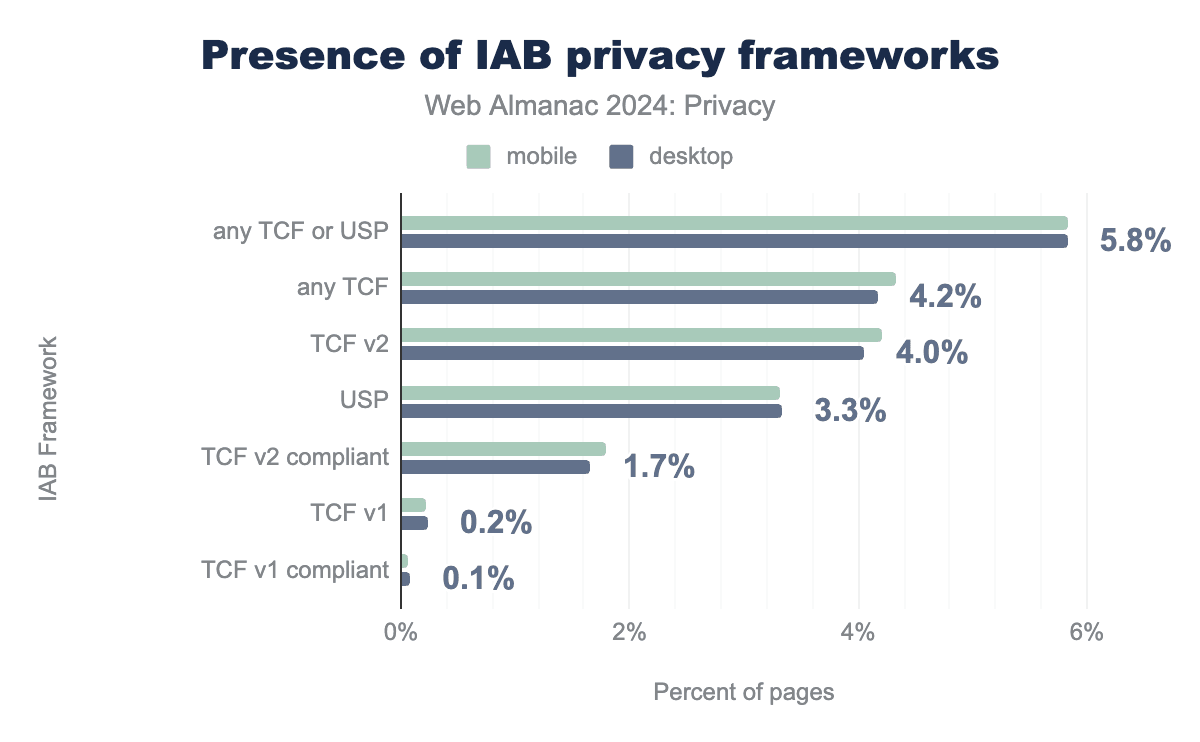 Presence of IAB privacy frameworks
Web Almanac 2024: Privacy
mobile desktop
any TCF or USP 5.8%
any TCF 4.2%
TCF v2 4.0%
USP 3.3%
TCF v2 compliant 1.7%
TCF v1 0.2%
TCF v1 compliant 0.1%
IAB Framework
0% 2% 4% 6%
Percent of pages